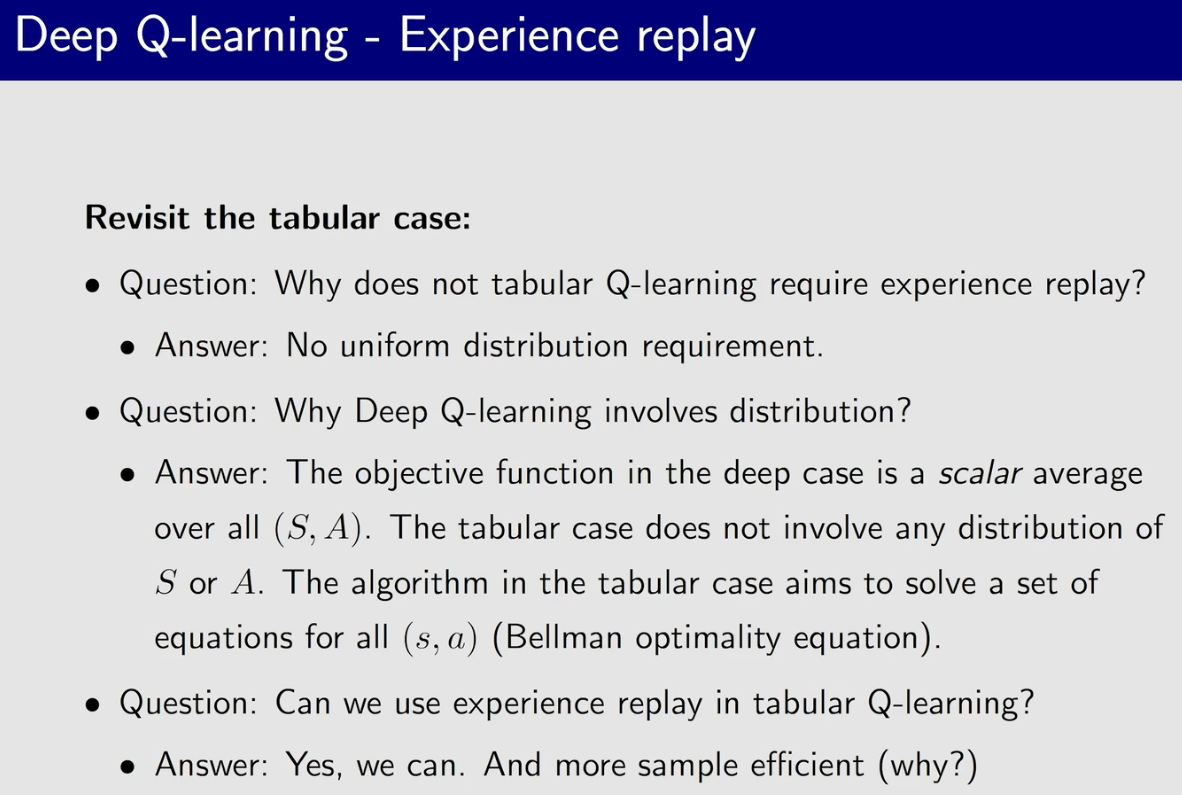 Deep Q-learning - Experience replay
Revisit the tabular case:
• Question: Why does not tabular Q-learning require experience replay?
• Answer: No uniform distribution requirement.
• Question: Why Deep Q-learning involves distribution?
• Answer: The objective function in the deep case is a scalar average
over all (S, A). The tabular case does not involve any distribution of
S or A. The algorithm in the tabular case aims to solve a set of
equations for all (s, a) (Bellman optimality equation).
• Question: Can we use experience replay in tabular Q-learning?
• Answer: Yes, we can. And more sample efficient (why?)